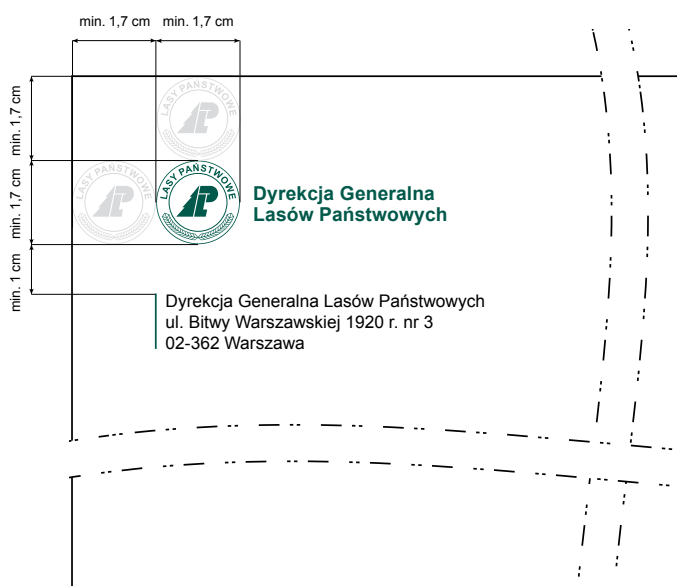 min. 1,7 cm min. 1,7 cm
min. 1,7 cm
LASY PAŃSTWOWE
min. 1,7 cm
LASY PAŃSTWOWE
LASY PAŃSTWOWE
Dyrekcja Generalna
Lasów Państwowych
min. 1 cm
Dyrekcja Generalna Lasów Państwowych
ul. Bitwy Warszawskiej 1920 r. nr 3
02-362 Warszawa